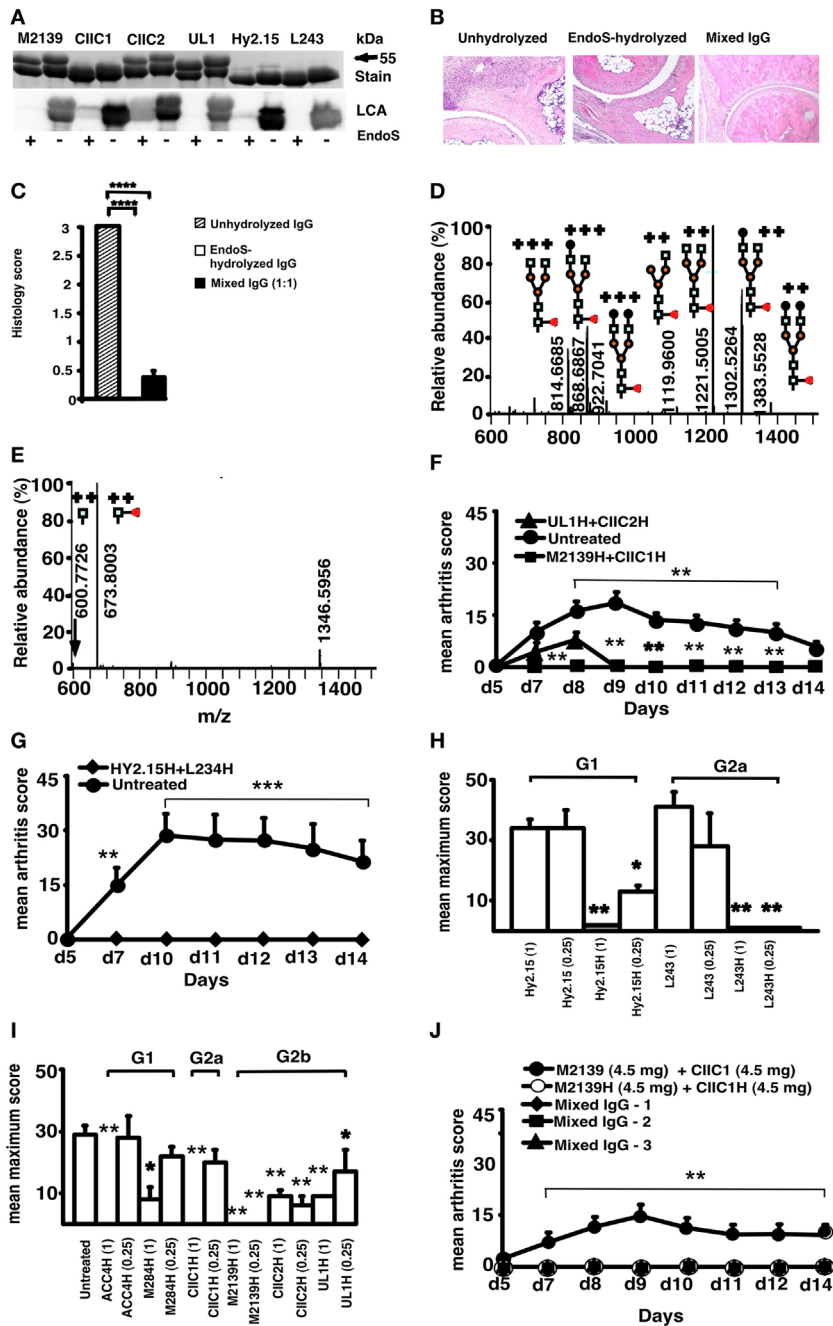 A
M2139 CIIC1 CIIC2 UL1 Hy2.15 L243 kDa
55
Stain
LCA
+ - + - + - + - + - + - EndoS
B
Unhydrolyzed EndoS-hydrolyzed Mixed IgG
C
****
****
Histology score
3
2.5
2
1.5
1
0.5
0
Unhydrolyzed IgG
EndoS-
hydrolyzed IgG
Mixed IgG (1:1)
D
Relative abundance (%)
100
80
60
40
20
0
814.6685
868.6867
922.7041
1119.9600
1221.5005
1302.5264
1383.5528
600 800 1000 1200 1400
E
Relative abundance (%)
100
80
60
40
20
0
600.7726
673.8003
1346.5956
600 800 1000 1200 1400
m/z
F
mean arthritis score
45
30
15
0
UL1H+CIIC2H
Untreated
M2139H+CIIC1H
**
** ** ** ** ** **
d5 d7 d8 d9 d10 d11 d12 d13 d14
Days
G
mean arthritis score
45
30
15
0
HY2.15H+L234H
Untreated
***
**
d5 d7 d10 d11 d12 d13 d14
Days
H
mean maximum score
50
30
10
G1 G2a
** * ** **
Hy2.15 (1)
Hy2.15 (0.25)
Hy2.15H (1)
Hy2.15H (0.25)
L243 (1)
L243 (0.25)
L243H (1)
L243H (0.25)
I
mean maximum score
50
30
10
G1 G2a G2b
** * ** ** ** ** ** ** *
Untreated
ACC4H (1)
ACC4H (0.25)
M284H (1)
M284H (0.25)
CIIC1H (1)
CIIC1H (0.25)
M2139H (1)
M2139H (0.25)
CIIC2H (1)
CIIC2H (0.25)
UL1H (1)
UL1H (0.25)
J
M2139 (4.5 mg) + CIIC1 (4.5 mg)
M2139H (4.5 mg) + CIIC1H (4.5 mg)
Mixed IgG - 1
Mixed IgG - 2
Mixed IgG - 3
mean arthritis score
45
30
15
0
**
d5 d7 d8 d9 d10 d11 d12 d14
Days